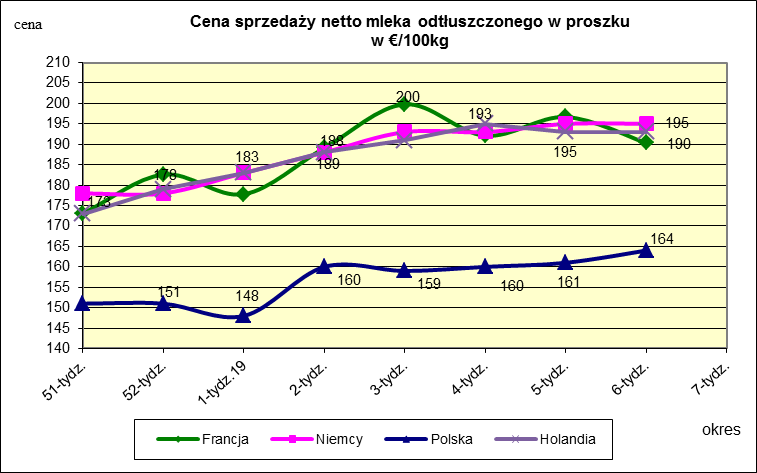 cena
Cena sprzedaży netto mleka odtłuszczonego w proszku
w €/100kg
210
205
200
195
190
185
180
175
170
165
160
155
150
145
140
200
193
195
188
190
183
189
195
178
173
164
151
148
160
159
160
161
51-tydz.
52-tydz.
1-tydz.19
2-tydz.
3-tydz.
4-tydz.
5-tydz.
6-tydz.
7-tydz.
okres
Francja Niemcy Polska Holandia